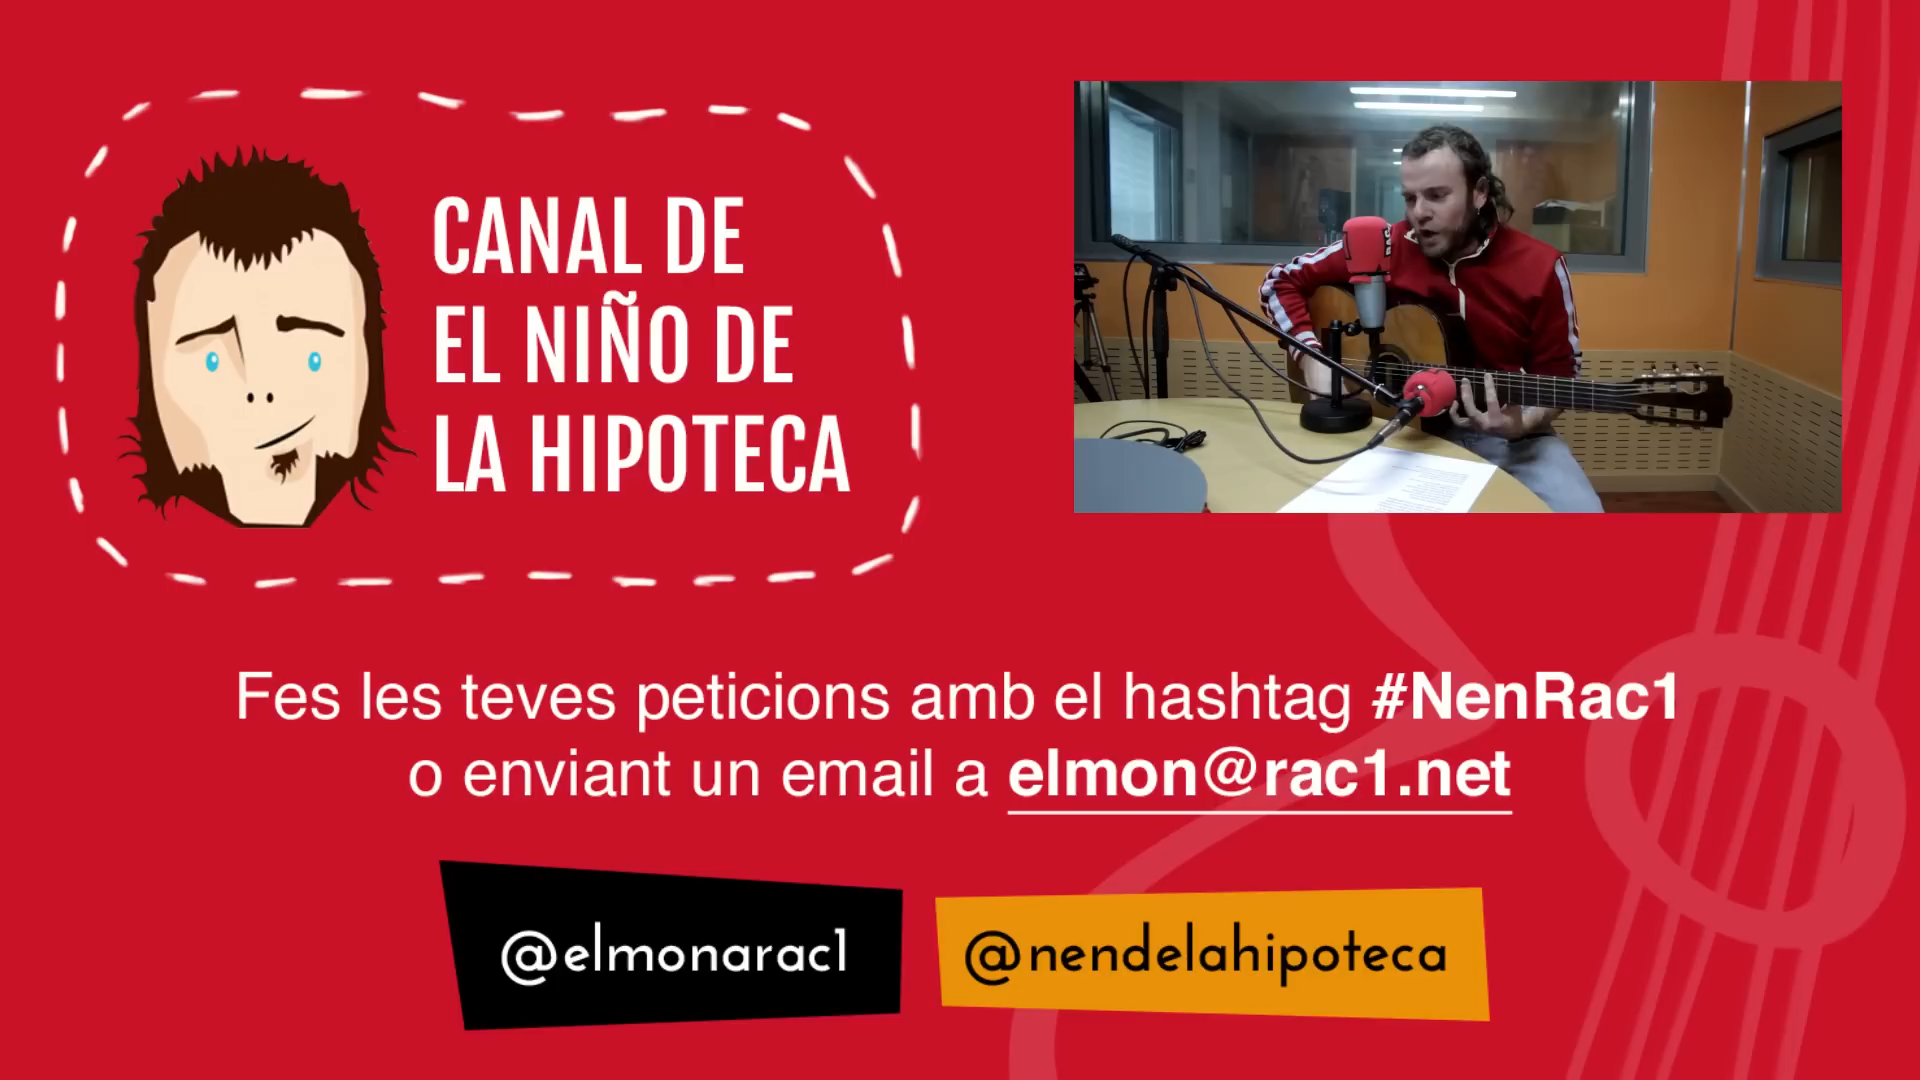 CANAL DE
EL NIÑO DE
LA HIPOTECA
Fes les teves peticions amb el hashtag #NenRac1
o enviant un email a elmon@rac1.net
@elmonarac1
@nendelahipoteca